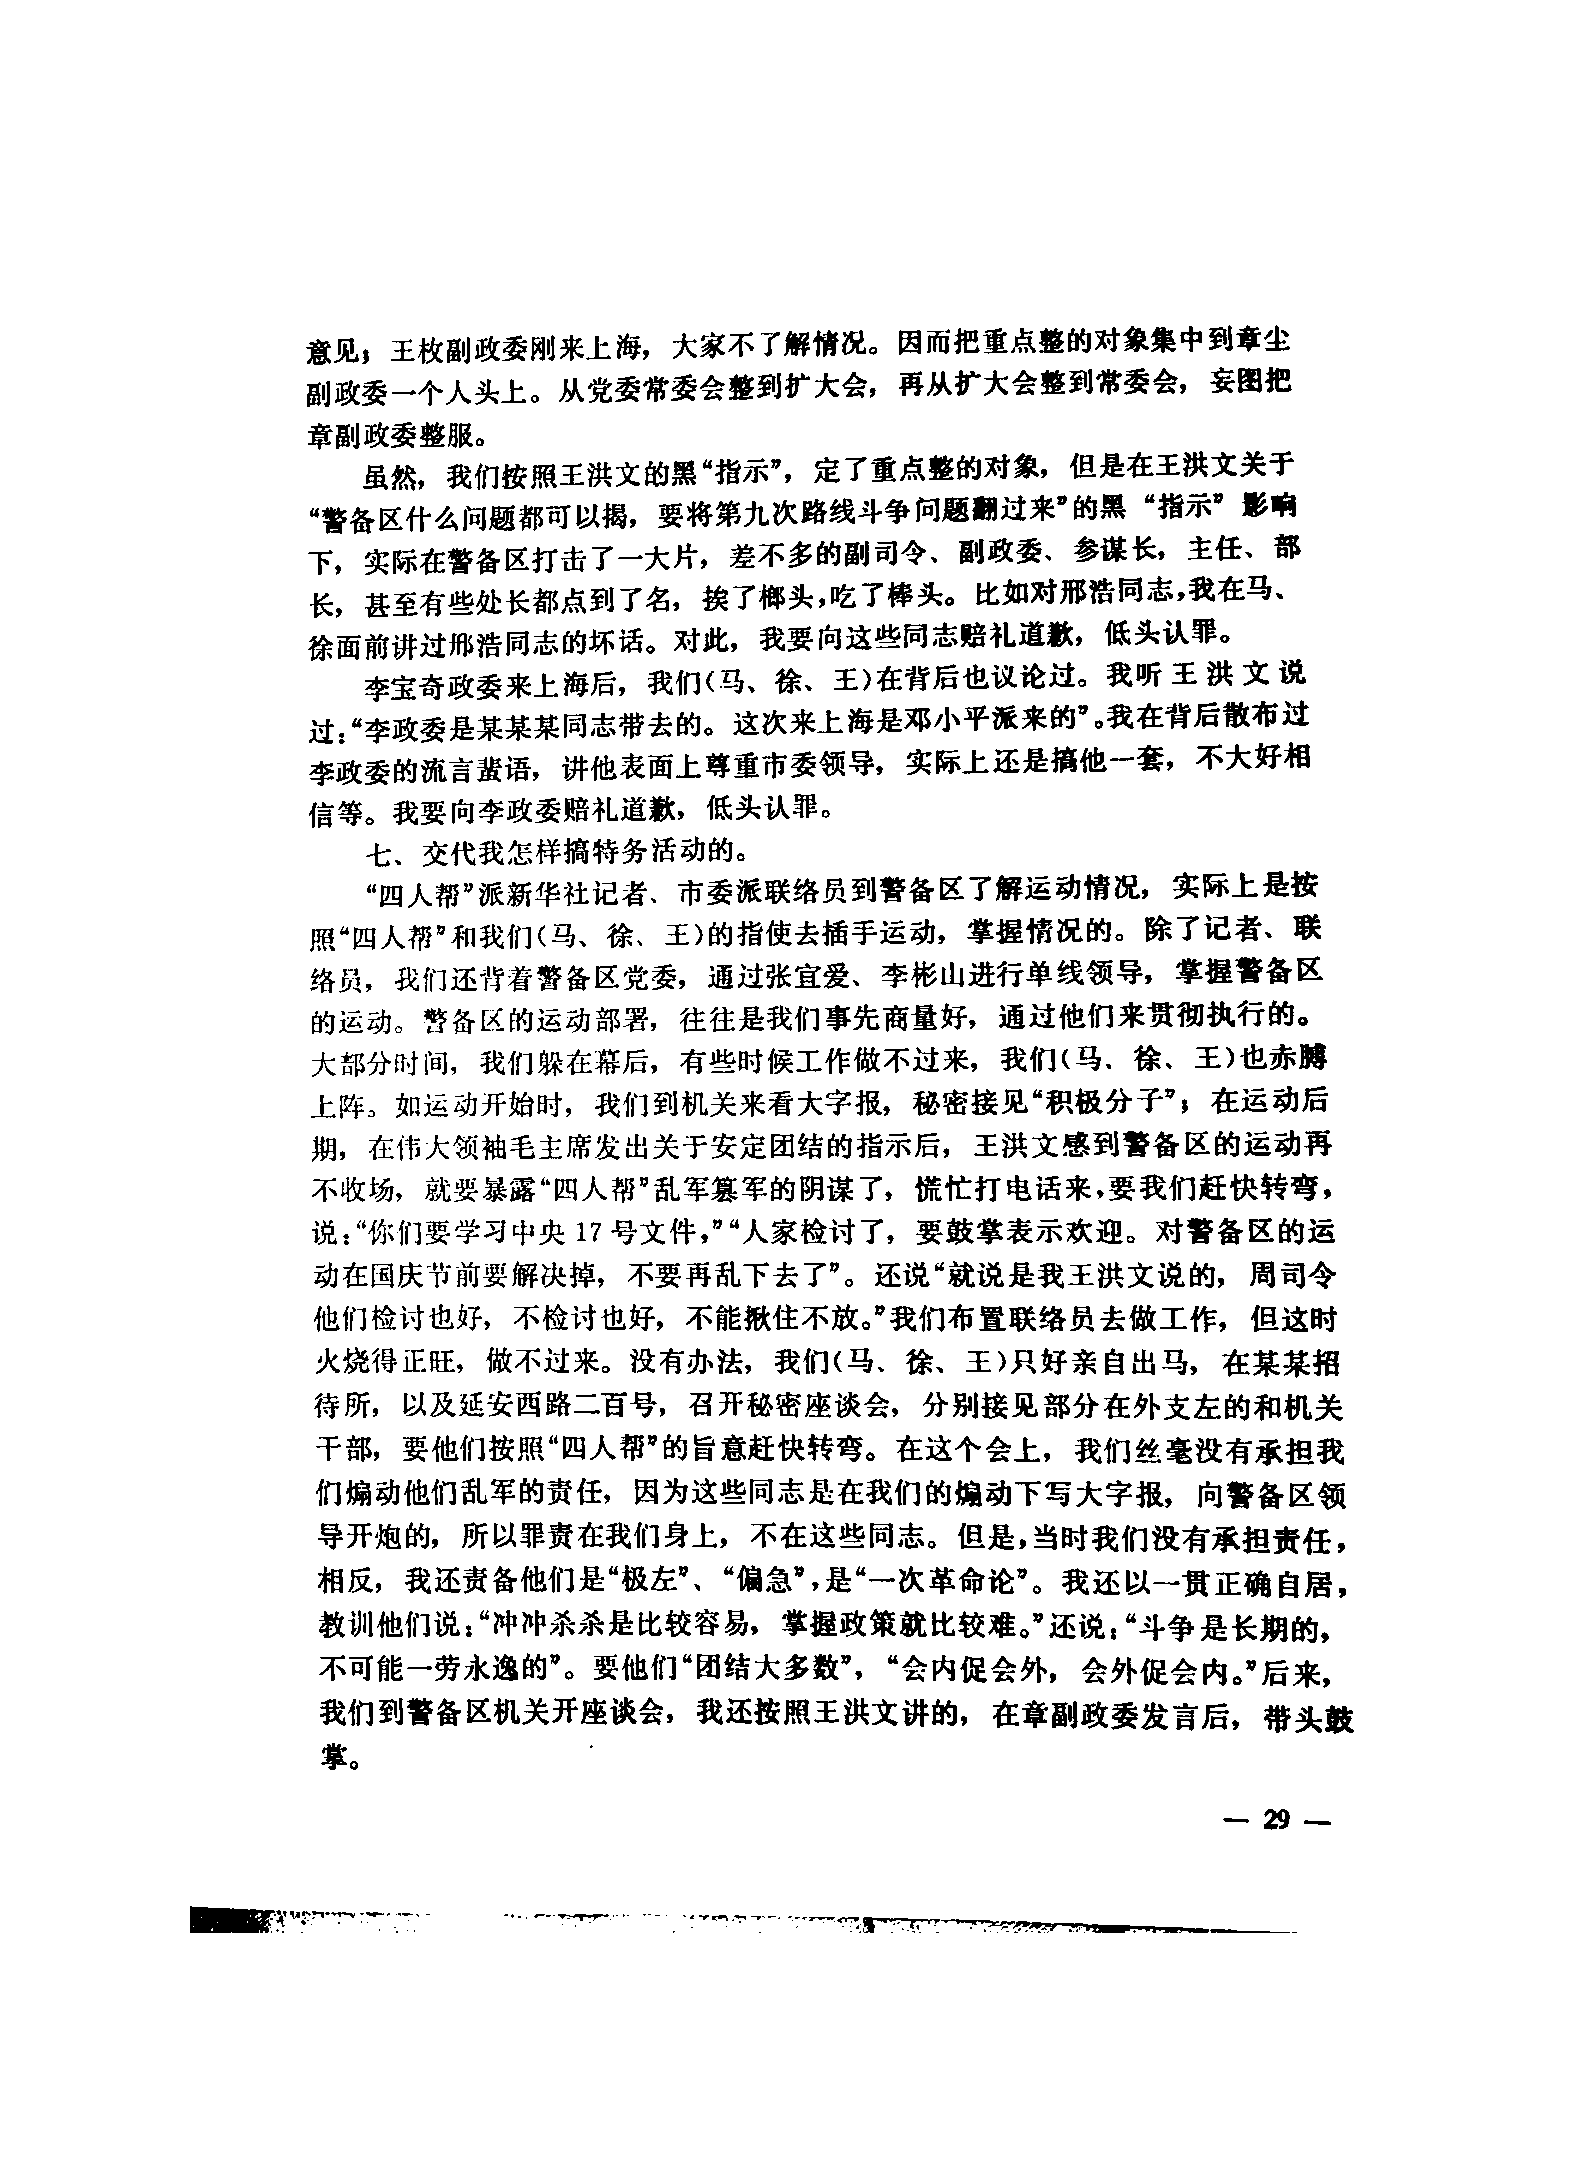 意见；王枚副政委刚来上海，大家不了解情况。因而把重点整的对象集中到章尘
副政委一个人头上。从党委常委会整到扩大会，再从扩大会整到常委会，妄图把
章副政委整服。
虽然，我们按照王洪文的黑“指示”，定了重点整的对象，但是在王洪文关于
“警备区什么问题都可以揭，要将第九次路线斗争问题翻过来”的黑“指示”影响
下，实际在警备区打击了一大片，差不多的副司令、副政委、参谋长，主任、部
长，甚至有些处长都点到了名，挨了榔头，吃了棒头。比如对邢浩同志，我在马、
徐面前讲过邢浩同志的坏话。对此，我要向这些同志赔礼道歉，低头认罪。
李宝奇政委来上海后，我们（马、徐、王）在背后也议论过。我听王洪文说
过：“李政委是某某某同志带去的。这次来上海是邓小平派来的”。我在背后散布过
李政委的流言蜚语，讲他表面上尊重市委领导，实际上还是搞他一套，不大好相
信等。我要向李政委赔礼道歉，低头认罪。
七、交代我怎样搞特务活动的。
“四人帮”派新华社记者、市委派联络员到警备区了解运动情况，实际上是按
照“四人帮”和我们（马、徐、王）的指使去插手运动，掌握情况的。除了记者、联
络员，我们还背着警备区党委，通过张宜爱、李彬山进行单线领导，掌握警备区
的运动。警备区的运动部署，往往是我们事先商量好，通过他们来贯彻执行的。
大部分时间，我们躲在幕后，有些时候工作做不过来，我们（马、徐、王）也赤膊
上阵。如运动开始时，我们到机关来看大字报，秘密接见“积极分子”；在运动后
期，在伟大领袖毛主席发出关于安定团结的指示后，王洪文感到警备区的运动再
不收场，就要暴露“四人帮”乱军篡军的阴谋了，慌忙打电话来，要我们赶快转弯，
说：“你们要学习中央 17 号文件，”“人家检讨了，要鼓掌表示欢迎。对警备区的运
动在国庆节前要解决掉，不要再乱下去了”。还说“就说是我王洪文说的，周司令
他们检讨也好，不检讨也好，不能揪住不放。”我们布置联络员去做工作，但这时
火烧得正旺，做不过来。没有办法，我们（马、徐、王）只好亲自出马，在某某招
待所，以及延安西路二百号，召开秘密座谈会，分别接见部分在外支左的和机关
干部，要他们按照“四人帮”的旨意赶快转弯。在这个会上，我们丝毫没有承担我
们煽动他们乱军的责任，因为这些同志是在我们的煽动下写大字报，向警备区领
导开炮的，所以罪责在我们身上，不在这些同志。但是，当时我们没有承担责任，
相反，我还责备他们是“极左”、“偏急”，是“一次革命论”。我还以一贯正确自居，
教训他们说：“冲冲杀杀是比较容易，掌握政策就比较难。”还说：“斗争是长期的，
不可能一劳永逸的”。要他们“团结大多数”，“会内促会外，会外促会内。”后来，
我们到警备区机关开座谈会，我还按照王洪文讲的，在章副政委发言后，带头鼓
掌。
— 29 —